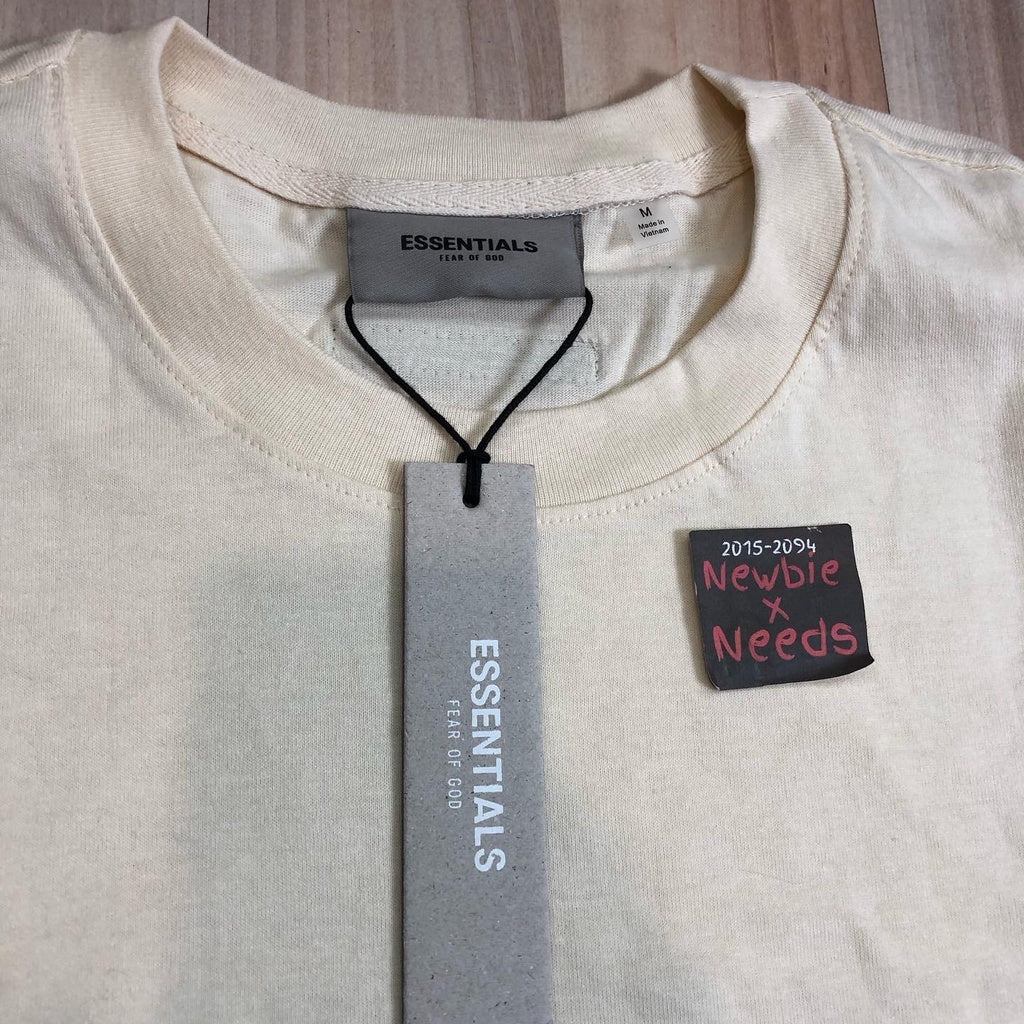 ESSENTIALS
FEAR OF GOD
M
Made in
Vietnam
2015-2094
Newbie
x
Needs
ESSENTIALS
FEAR OF GOD